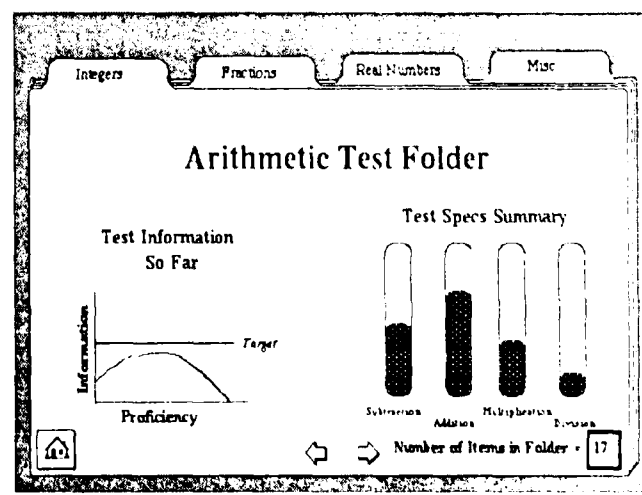 Integers
Fractions
Real Numbers
Misc
Arithmetic Test Folder
Test Information
So Far
Information
Target
Proficiency
Test Specs Summary
Subtraction
Addition
Multiplication
Division
Number of Items in Folder = 17